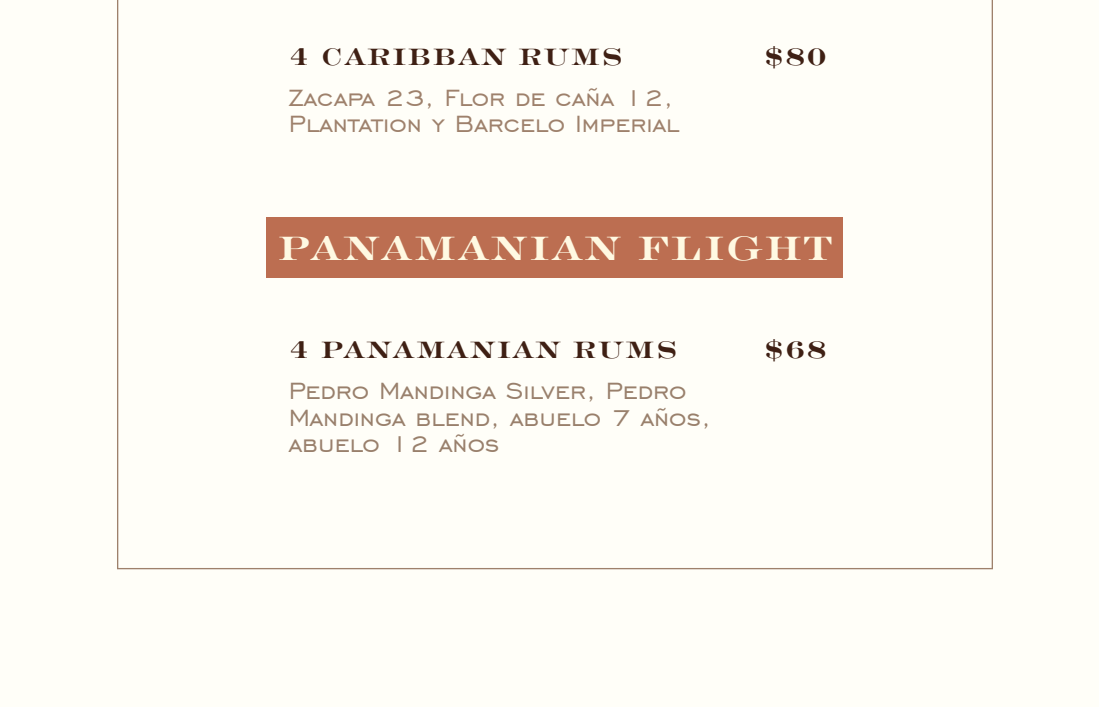 4 CARIBBAN RUMS $80
ZACAPA 23, FLOR DE CAÑA 12,
PLANTATION Y BARCELO IMPERIAL
PANAMANIAN FLIGHT
4 PANAMANIAN RUMS $68
PEDRO MANDINGA SILVER, PEDRO
MANDINGA BLEND, ABUELO 7 AÑOS,
ABUELO 12 AÑOS